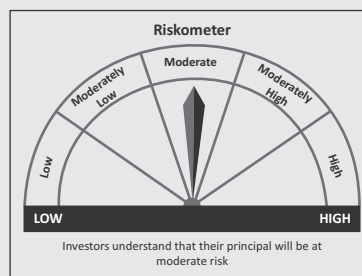 Riskometer
Low
Moderately
Low
Moderate
Moderately
High
High
LOW HIGH
Investors understand that their principal will be at
moderate risk